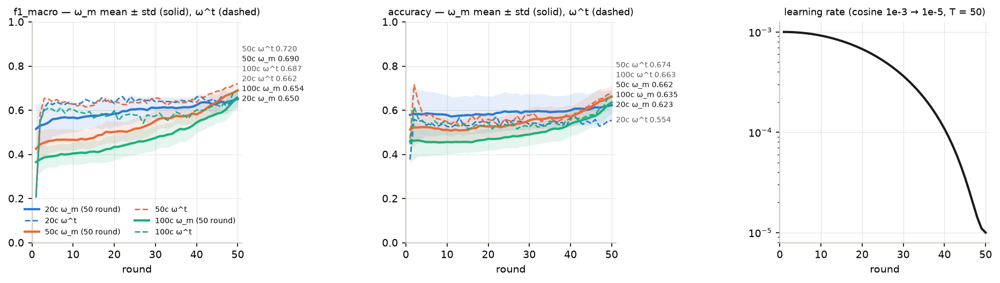 f1_macro — ω_m mean ± std (solid), ω^t (dashed)
1.0
0.8
0.6
0.4
0.2
0.0
0
10
20
30
40
50
round
50c ω^t 0.720
50c ω_m 0.690
100c ω^t 0.687
20c ω^t 0.662
100c ω_m 0.654
20c ω_m 0.650
20c ω_m (50 round)
20c ω^t
50c ω_m (50 round)
50c ω^t
100c ω_m (50 round)
100c ω^t
accuracy — ω_m mean ± std (solid), ω^t (dashed)
1.0
0.8
0.6
0.4
0.2
0.0
0
10
20
30
40
50
round
50c ω^t 0.674
100c ω^t 0.663
50c ω_m 0.662
100c ω_m 0.635
20c ω_m 0.623
20c ω^t 0.554
learning rate (cosine 1e-3 → 1e-5, T = 50)
10⁻³
10⁻⁴
10⁻⁵
0
10
20
30
40
50
round